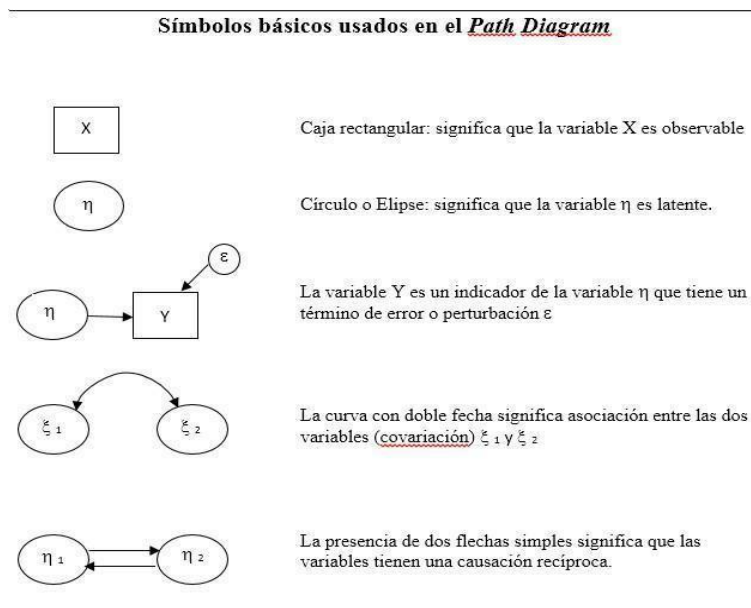 Símbolos básicos usados en el Path Diagram
X
Caja rectangular: significa que la variable X es observable
η
Círculo o Elipse: significa que la variable η es latente.
ε
η
Y
La variable Y es un indicador de la variable η que tiene un
término de error o perturbación ε
ξ 1
ξ 2
La curva con doble fecha significa asociación entre las dos
variables (covariación) ξ 1 y ξ 2
η 1
η 2
La presencia de dos flechas simples significa que las
variables tienen una causación recíproca.